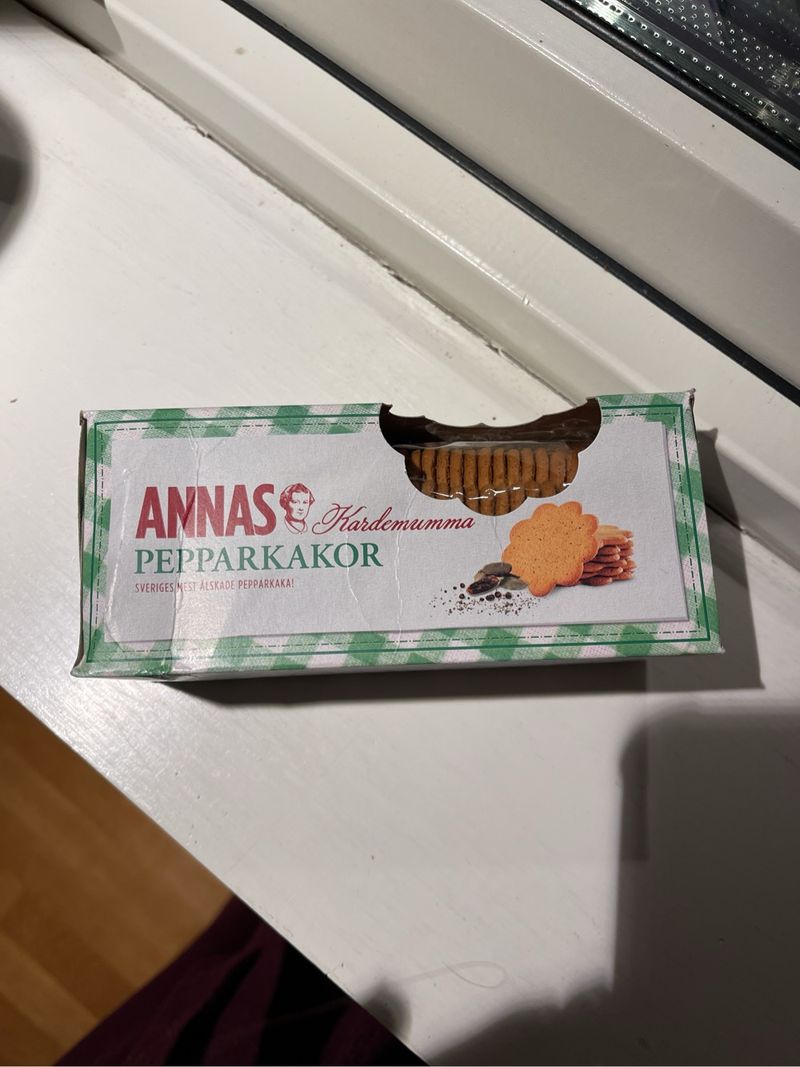 ANNAS Kardemumma
PEPPARKAKOR
SVERIGES MEST ÄLSKADE PEPPARKAKA!